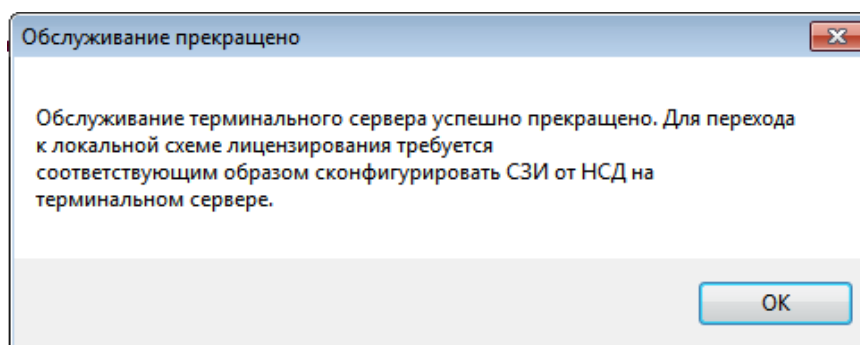 Обслуживание прекращено
Обслуживание терминального сервера успешно прекращено. Для перехода
к локальной схеме лицензирования требуется
соответствующим образом сконфигурировать СЗИ от НСД на
терминальном сервере.
ОК